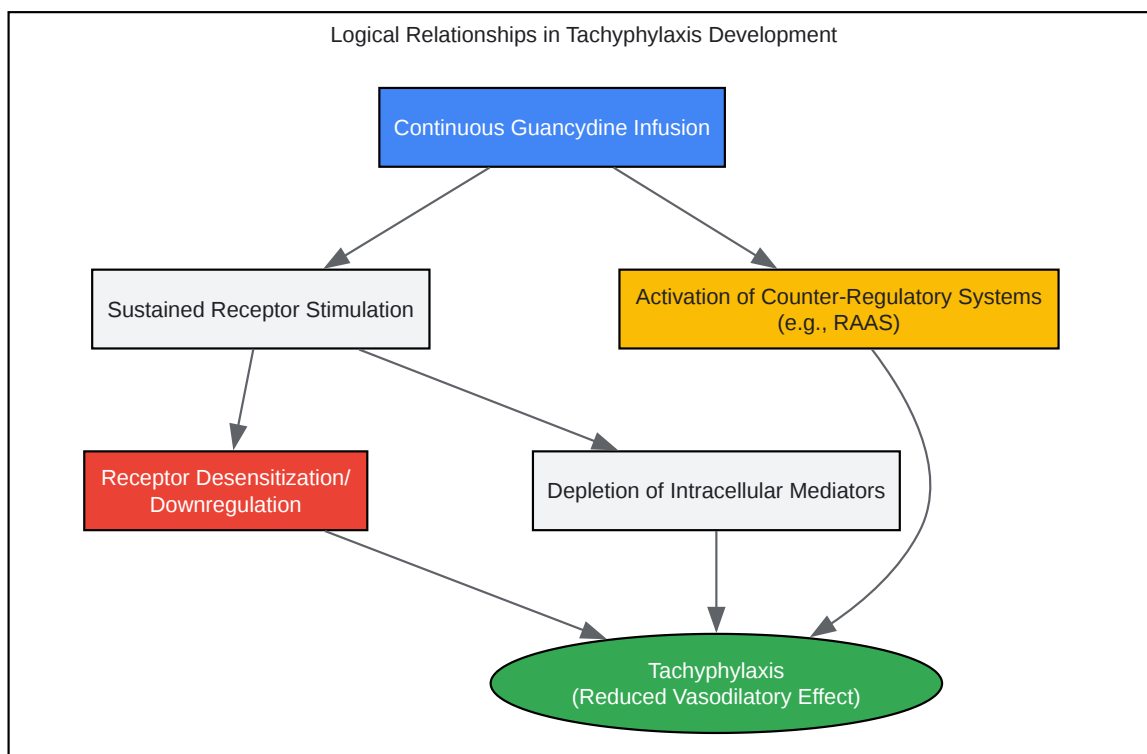 Logical Relationships in Tachyphylaxis Development
Continuous Guancydine Infusion
Sustained Receptor Stimulation
Activation of Counter-Regulatory Systems
(e.g., RAAS)
Receptor Desensitization/
Downregulation
Depletion of Intracellular Mediators
Tachyphylaxis
(Reduced Vasodilatory Effect)